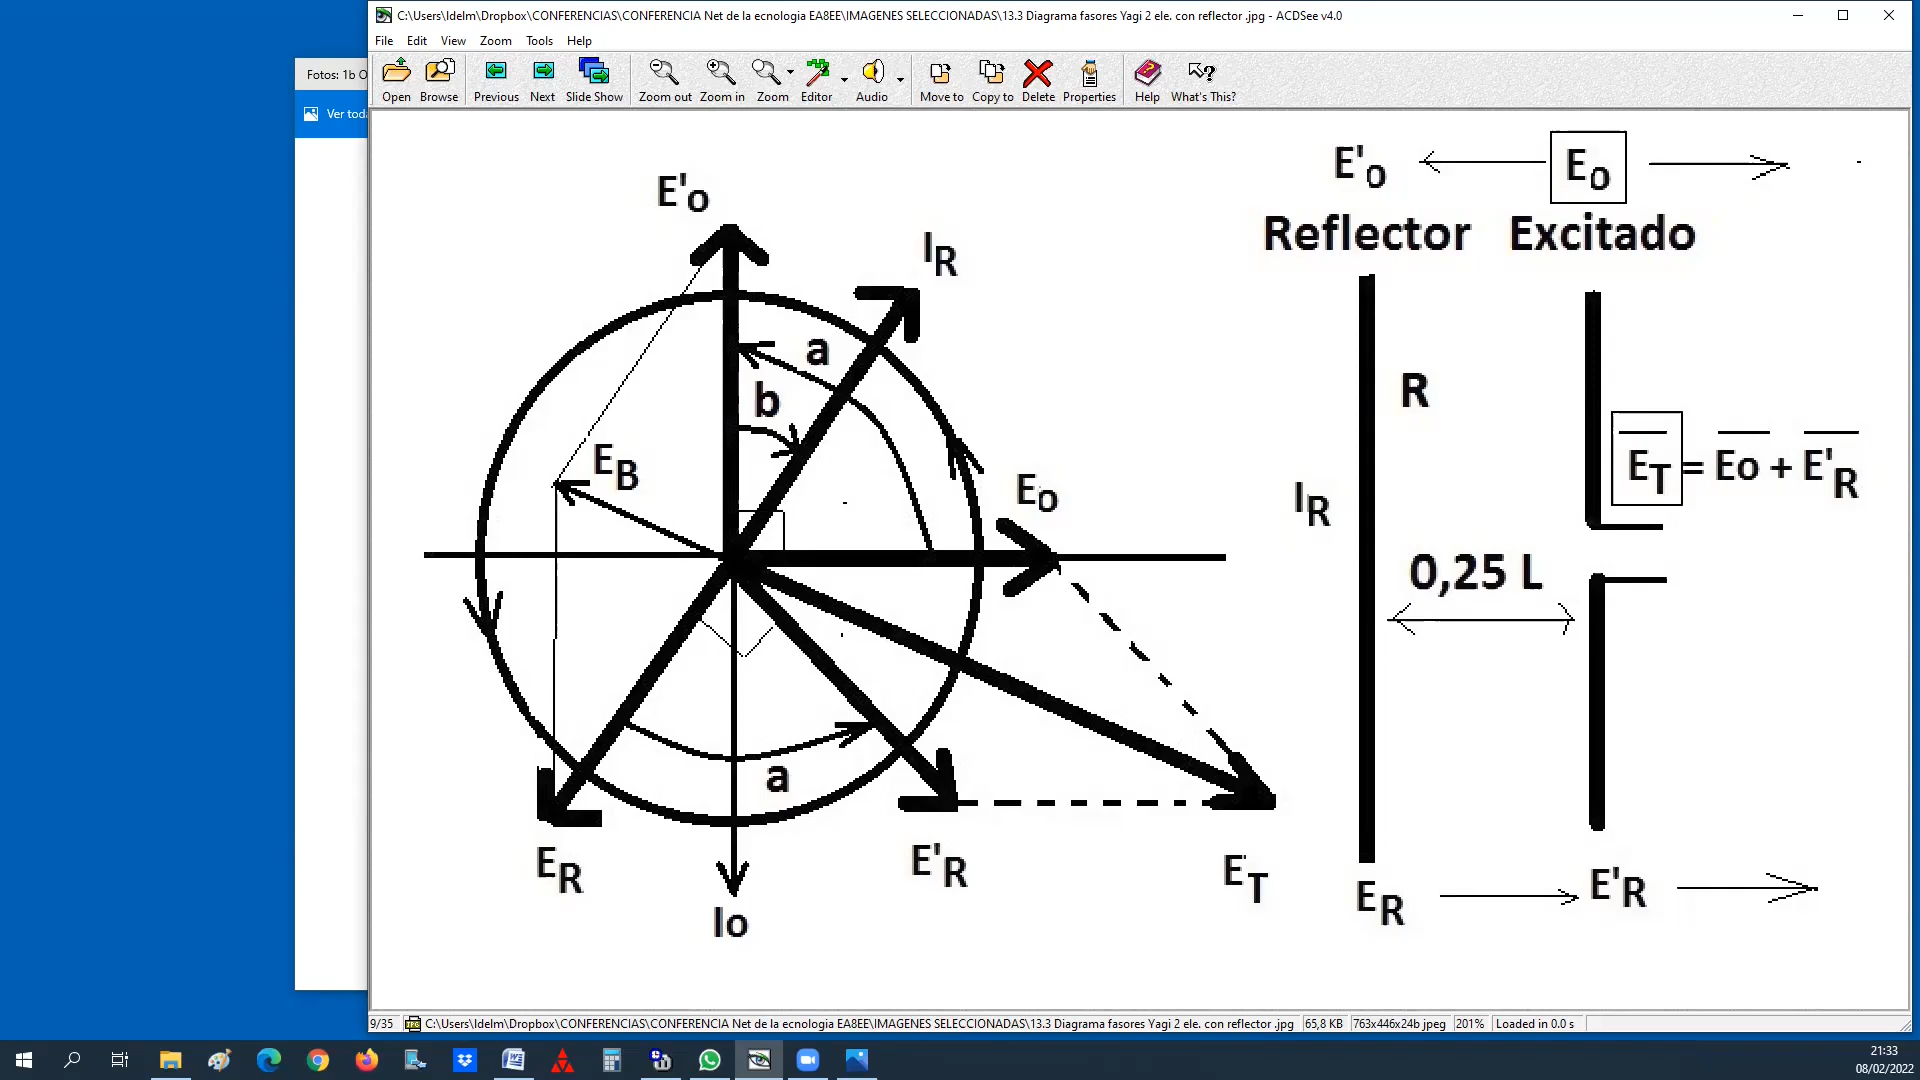 C:\Users\Idelm\Dropbox\CONFERENCIAS\CONFERENCIA Net de la ecnologia EA8EE\IMAGENES SELECCIONADAS\13.3 Diagrama fasores Yagi 2 ele. con reflector .jpg - ACDSee v4.0
File Edit View Zoom Tools Help
Fotos: 1b O
Open Browse Previous Next Slide Show Zoom out Zoom in Zoom Editor Audio Move to Copy to Delete Properties Help What's This?
Ver toda
E'o Eo
E'o
Reflector Excitado
IR
a
R
b
EB
ET = Eo + E'R
Eo
IR
0,25 L
a
ER
E'R
ET
ER E'R
Io
9/35 C:\Users\Idelm\Dropbox\CONFERENCIAS\CONFERENCIA Net de la ecnologia EA8EE\IMAGENES SELECCIONADAS\13.3 Diagrama fasores Yagi 2 ele. con reflector .jpg 65,8 KB 763x446x24b jpeg 201% Loaded in 0.0 s
21:33
08/02/2022